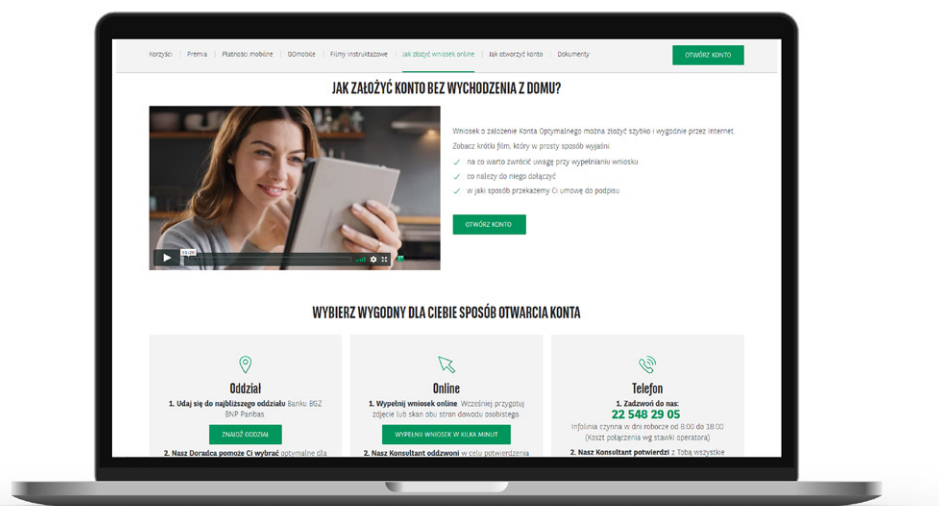 Korzyści Premia Płatności mobilne GOmobile Filmy instruktażowe Jak złożyć wniosek online Jak otworzyć konto Dokumenty OTWÓRZ KONTO
JAK ZAŁOŻYĆ KONTO BEZ WYCHODZENIA Z DOMU?
Wniosek o założenie Konta Optymalnego można złożyć szybko i wygodnie przez internet.
Zobacz krótki film, który w prosty sposób wyjaśni:
na co warto zwrócić uwagę przy wypełnianiu wniosku
co należy do niego dołączyć
w jaki sposób przekażemy Ci umowę do podpisu
OTWÓRZ KONTO
WYBIERZ WYGODNY DLA CIEBIE SPOSÓB OTWARCIA KONTA
Oddział
1. Udaj się do najbliższego oddziału Banku BGŻ
BNP Paribas
ZNAJDŹ ODDZIAŁ
2. Nasz Doradca pomoże Ci wybrać optymalne dla
Online
1. Wypełnij wniosek online. Wcześniej przygotuj
zdjęcie lub skan obu stron dowodu osobistego.
WYPEŁNIJ WNIOSEK W KILKA MINUT
2. Nasz Konsultant oddzwoni w celu potwierdzenia
Telefon
1. Zadzwoń do nas:
22 548 29 05
Infolinia czynna w dni robocze od 8:00 do 18:00
(Koszt połączenia wg stawki operatora)
2. Nasz Konsultant potwierdzi z Tobą wszystkie